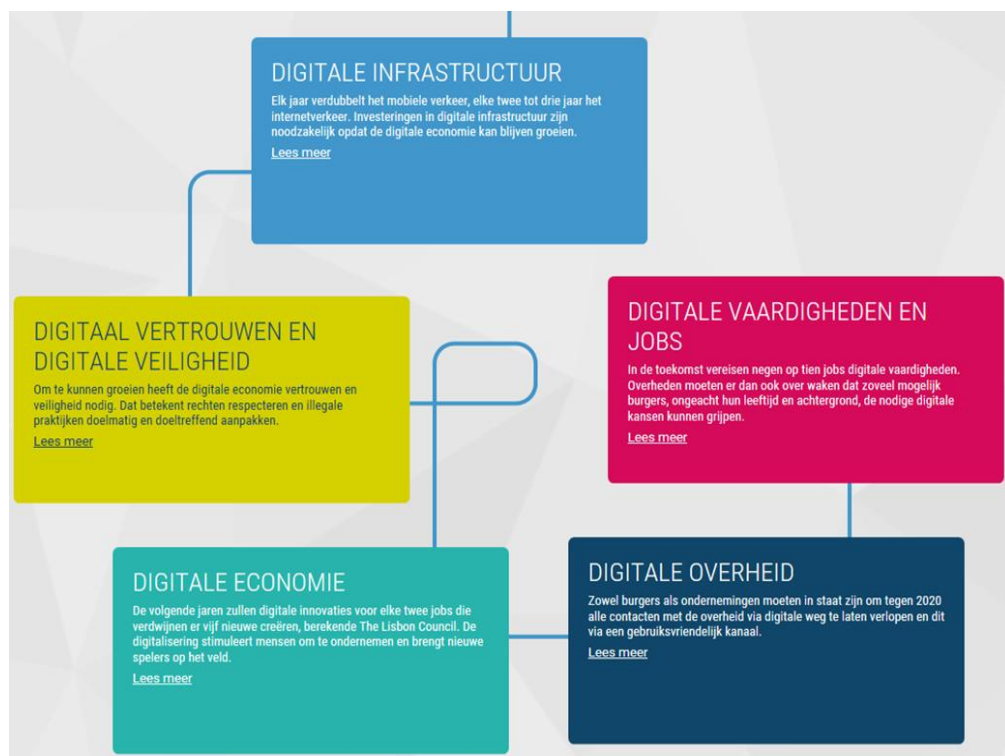 DIGITALE INFRASTRUCTUUR
Elk jaar verdubbelt het mobiele verkeer, elke twee tot drie jaar het
internetverkeer. Investeringen in digitale infrastructuur zijn
noodzakelijk opdat de digitale economie kan blijven groeien.
Lees meer
DIGITAAL VERTROUWEN EN
DIGITALE VEILIGHEID
Om te kunnen groeien heeft de digitale economie vertrouwen en
veiligheid nodig. Dat betekent rechten respecteren en illegale
praktijken doelmatig en doeltreffend aanpakken.
Lees meer
DIGITALE VAARDIGHEDEN EN
JOBS
In de toekomst vereisen negen op tien jobs digitale vaardigheden.
Overheden moeten er dan ook over waken dat zoveel mogelijk
burgers, ongeacht hun leeftijd en achtergrond, de nodige digitale
kansen kunnen grijpen.
Lees meer
DIGITALE ECONOMIE
De volgende jaren zullen digitale innovaties voor elke twee jobs die
verdwijnen er vijf nieuwe creëren, berekende The Lisbon Council. De
digitalisering stimuleert mensen om te ondernemen en brengt nieuwe
spelers op het veld.
Lees meer
DIGITALE OVERHEID
Zowel burgers als ondernemingen moeten in staat zijn om tegen 2020
alle contacten met de overheid via digitale weg te laten verlopen en dit
via een gebruiksvriendelijk kanaal.
Lees meer